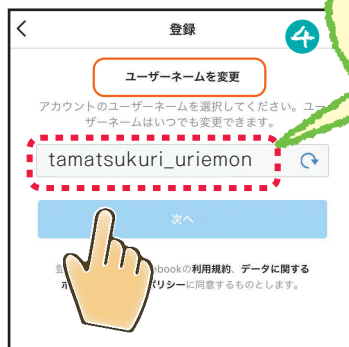 登録
4
ユーザーネームを変更
アカウントのユーザーネームを選択してください。ユー
ザーネームはいつでも変更できます。
tamatsukuri_uriemon
次へ
ebookの利用規約、データに関する
リシーに同意するものとします。